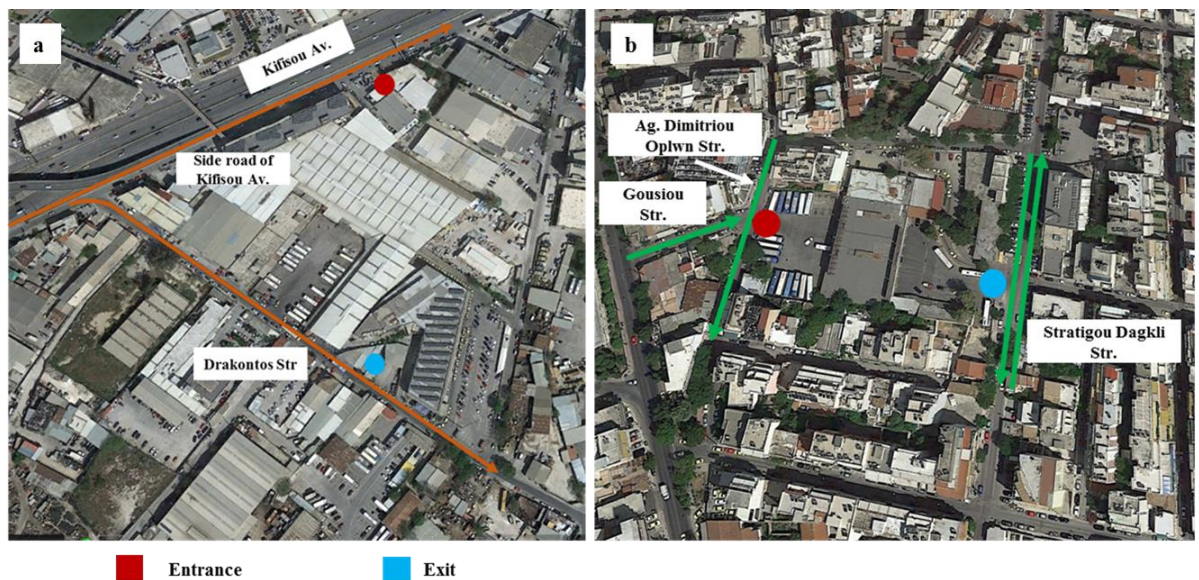 a
Kifisou Av.
Side road of
Kifisou Av.
Drakontos Str
b
Ag. Dimitriou
Oplwn Str.
Gousiou
Str.
Stratigou Dagkli
Str.
Entrance
Exit